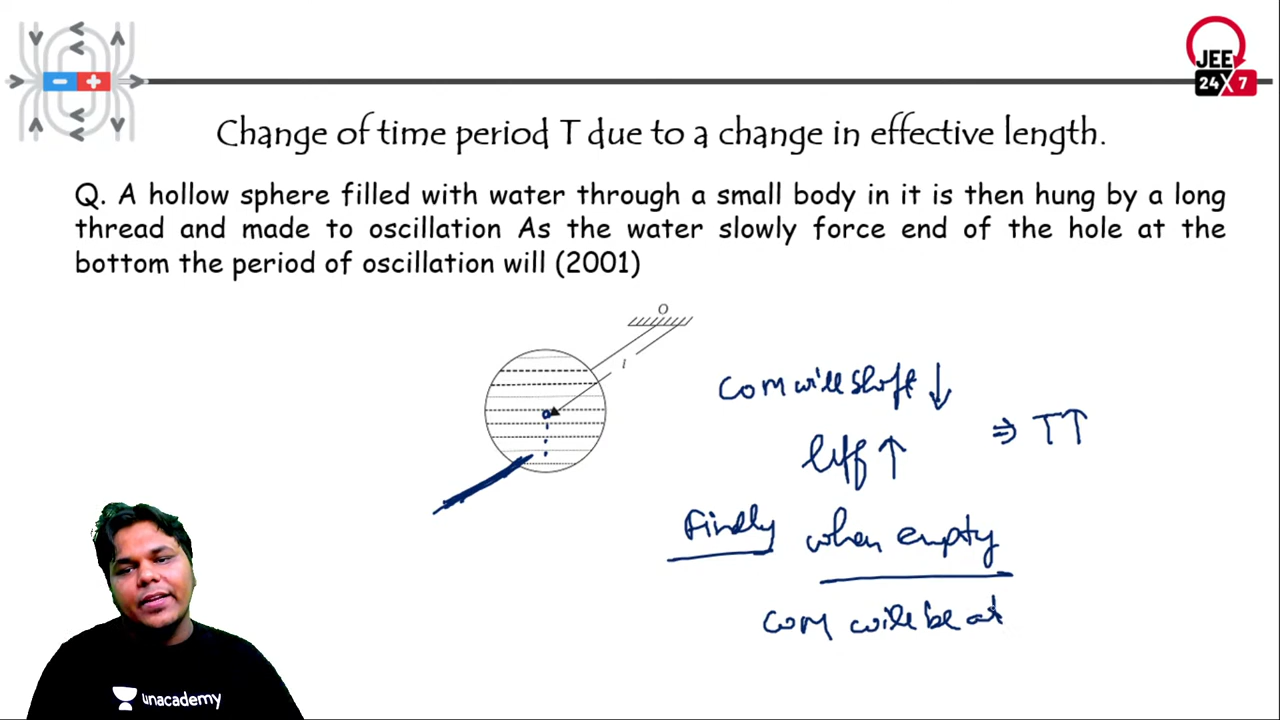 JEE
24X7
Change of time period T due to a change in effective length.
Q. A hollow sphere filled with water through a small body in it is then hung by a long
thread and made to oscillation As the water slowly force end of the hole at the
bottom the period of oscillation will (2001)
O
l
COM will shift ↓
leff ↑ ⇒ T↑
Finally when empty
COM will be at
unacademy